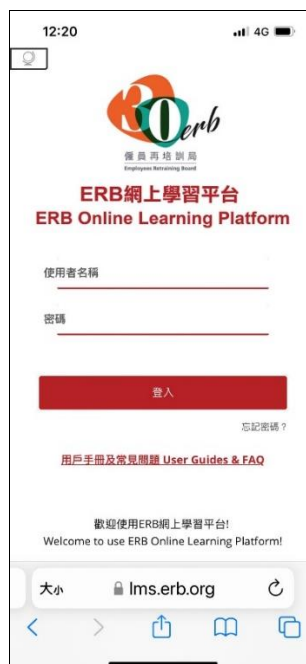 12:20
4G
30
erb
僱員再培訓局
Employees Retraining Board
ERB網上學習平台
ERB Online Learning Platform
使用者名稱
密碼
登入
忘記密碼？
用戶手冊及常見問題 User Guides & FAQ
歡迎使用ERB網上學習平台!
Welcome to use ERB Online Learning Platform!
大小 lms.erb.org